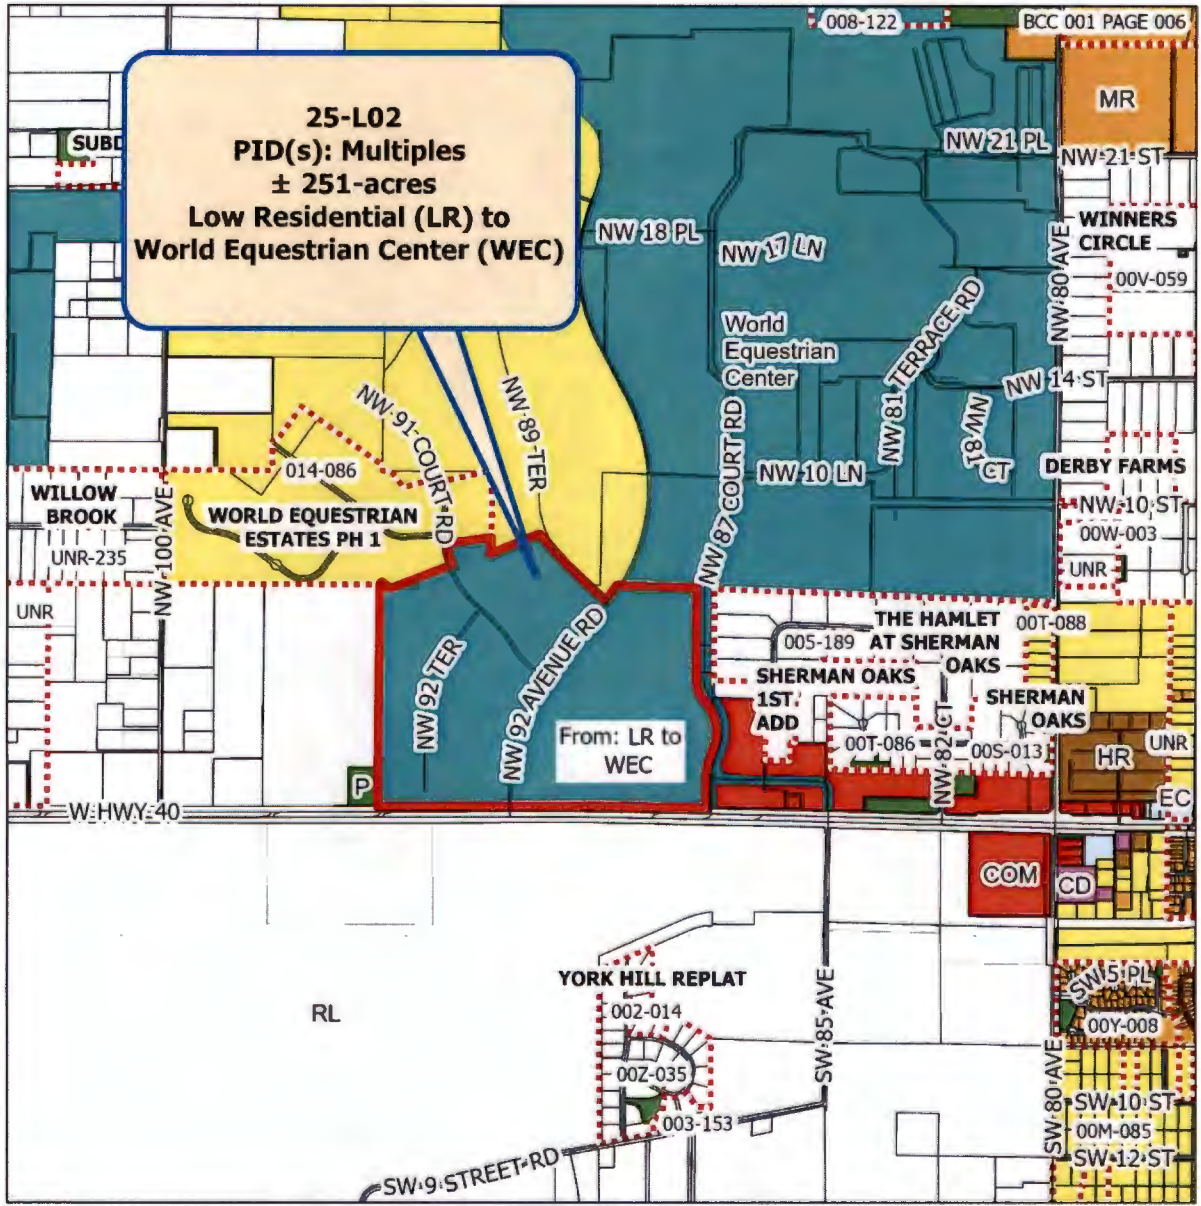 008-122
BCC 001 PAGE 006
25-L02
PID(s): Multiples
± 251-acres
Low Residential (LR) to
World Equestrian Center (WEC)
MR
SUBD
NW 21 PL
NW 21 ST
NW 18 PL
NW 17 LN
NW 80 AVE
WINNERS
CIRCLE
00V-059
World
Equestrian
Center
NW 81 TERRACE RD
NW 14 ST
NW 81
CT
NW 91 COURT RD
NW 89 TER
NW 87 COURT RD
NW 10 LN
014-086
DERBY FARMS
NW 10 ST
00W-003
UNR
WILLOW
BROOK
UNR-235
NW 100 AVE
WORLD EQUESTRIAN
ESTATES PH 1
UNR
NW 92 TER
NW 92 AVENUE RD
From: LR to
WEC
005-189
THE HAMLET
AT SHERMAN
OAKS
00T-088
SHERMAN OAKS
1ST
ADD
SHERMAN
OAKS
00T-086
NW 82 CT
00S-013
HR
UNR
EC
P
W HWY 40
COM
CD
RL
YORK HILL REPLAT
002-014
00Z-035
003-153
SW 85 AVE
SW 9 STREET RD
SW 5 PL
00Y-008
SW 80 AVE
SW 10 ST
00M-085
SW 12 ST